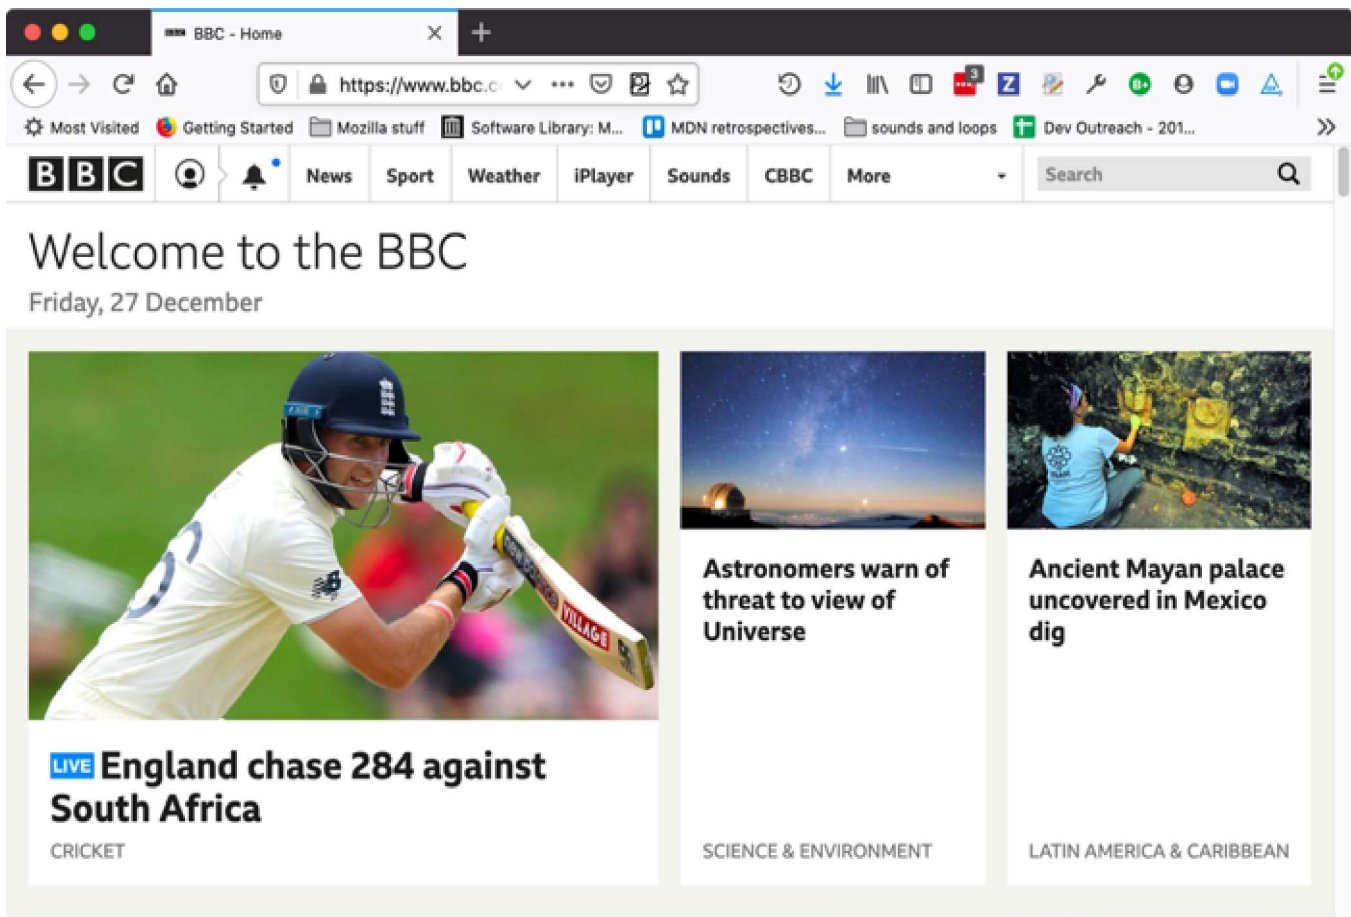 BBC - Home
https://www.bbc.c
3
Most Visited
Getting Started
Mozilla stuff
Software Library: M...
MDN retrospectives...
sounds and loops
Dev Outreach - 201...
BBC
News
Sport
Weather
iPlayer
Sounds
CBBC
More
Search
Welcome to the BBC
Friday, 27 December
VILLAGE
LIVE England chase 284 against
South Africa
CRICKET
Astronomers warn of
threat to view of
Universe
SCIENCE & ENVIRONMENT
Ancient Mayan palace
uncovered in Mexico
dig
LATIN AMERICA & CARIBBEAN